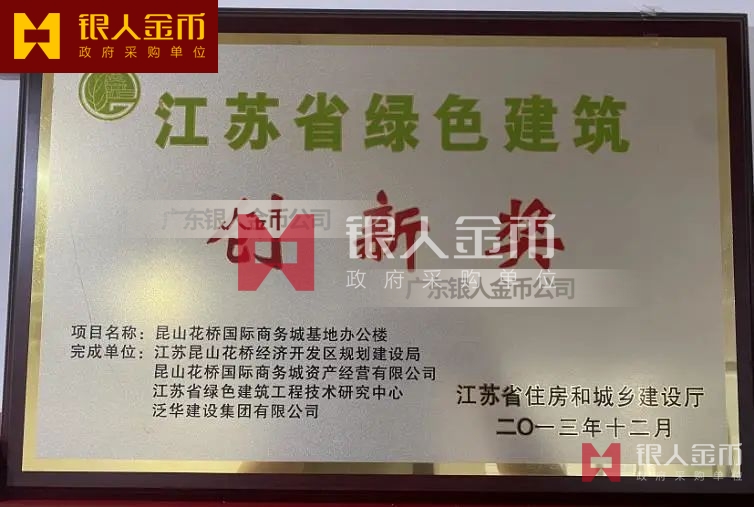 银人金币
政府采购单位
江苏省绿色建筑
创新奖
广东银人金币公司
银人金币
政府采购单位
广东银人金币公司
项目名称：昆山花桥国际商务城基地办公楼
完成单位：江苏昆山花桥经济开发区规划建设局
昆山花桥国际商务城资产经营有限公司
江苏省绿色建筑工程技术研究中心
泛华建设集团有限公司
江苏省住房和城乡建设厅
二〇一三年十二月
银人金币
政府采购单位